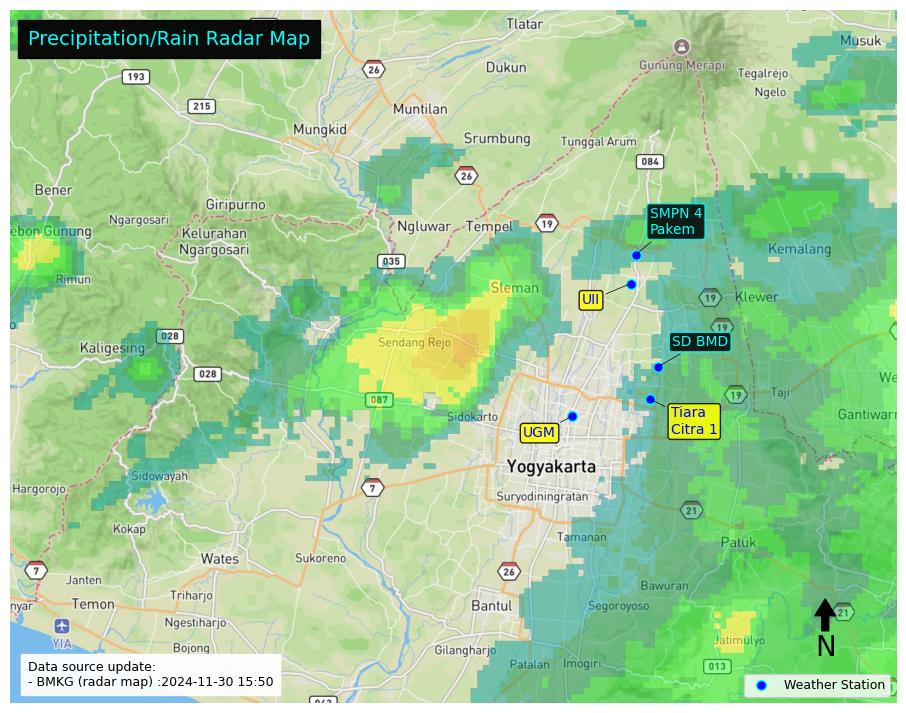 Precipitation/Rain Radar Map
Tlatar
Musuk
26
Dukun
Gunung Merapi
193
Tegalrejo
Ngelo
215
Muntilan
Mungkid
Srumbung
Tunggal Arum
084
26
Bener
Giripurno
Ngargosari
SMPN 4
Pakem
Ngluwar
Tempel
19
ebon Gunung
Kelurahan
Ngargosari
Kemalang
035
Rimun
Steman
UII
19
Klewer
19
028
Sendang Rejo
SD BMD
Kaligesing
028
We
087
19
Taji
Sidokarto
Tiara
Citra 1
Gantiwarn
UGM
Yogyakarta
Sidowayah
Hargorojo
7
Suryodiningratan
21
Kokap
Tamanan
Patuk
Wates
Sukoreno
7
26
Janten
Bawuran
Triharjo
nyar
Temon
Bantul
Segoroyoso
21
Ngestiharjo
YIA
Jatimulyo
N
Bojong
Gilangharjo
Patalan
Imogiri
013
Data source update:
- BMKG (radar map) :2024-11-30 15:50
Weather Station